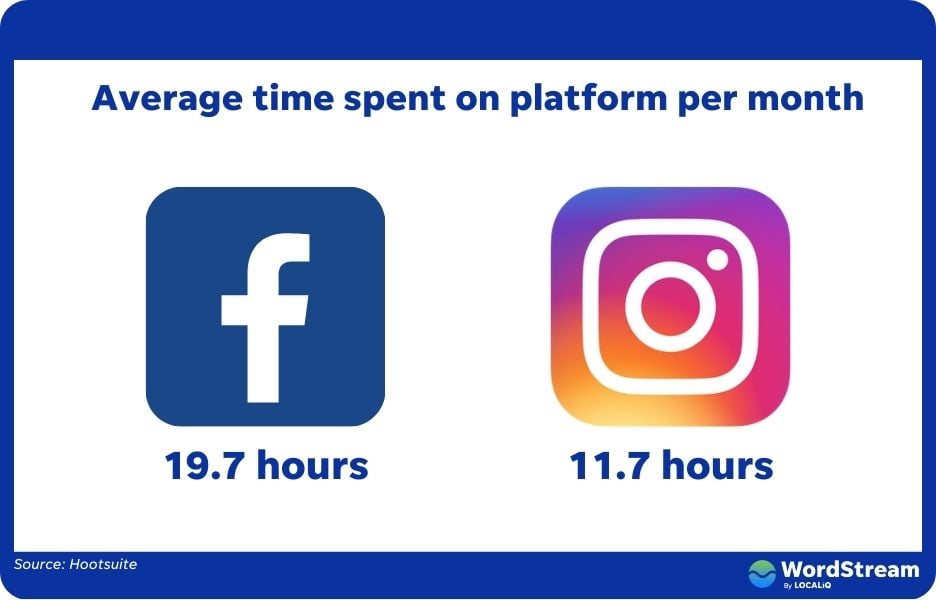 Average time spent on platform per month
19.7 hours
11.7 hours
Source: Hootsuite
WordStream
By LOCALiQ